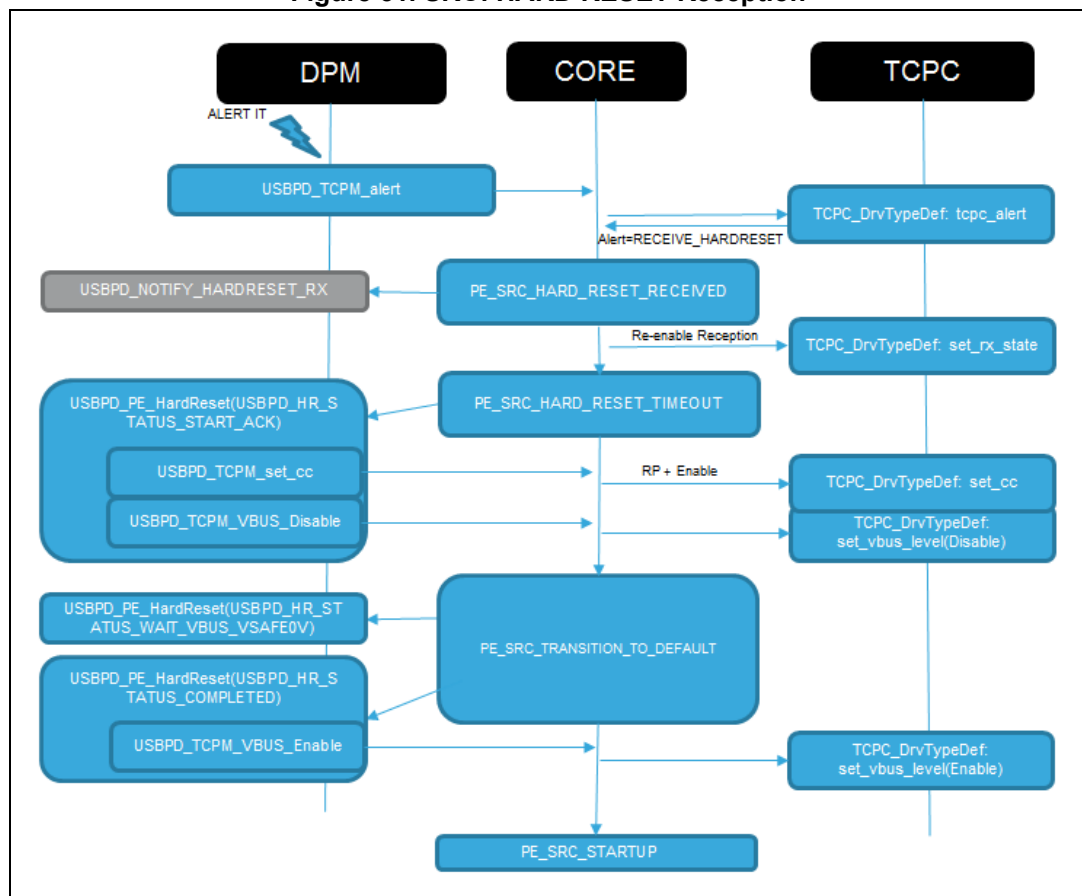 DPM
CORE
TCPC
ALERT IT
USBPD_TCPM_alert
TCPC_DrvTypeDef: tcpc_alert
Alert=RECEIVE_HARDRESET
USBPD_NOTIFY_HARDRESET_RX
PE_SRC_HARD_RESET_RECEIVED
Re-enable Reception
TCPC_DrvTypeDef: set_rx_state
USBPD_PE_HardReset(USBPD_HR_S
TATUS_START_ACK)
PE_SRC_HARD_RESET_TIMEOUT
USBPD_TCPM_set_cc
RP + Enable
TCPC_DrvTypeDef: set_cc
USBPD_TCPM_VBUS_Disable
TCPC_DrvTypeDef:
set_vbus_level(Disable)
USBPD_PE_HardReset(USBPD_HR_ST
ATUS_WAIT_VBUS_VSAFE0V)
PE_SRC_TRANSITION_TO_DEFAULT
USBPD_PE_HardReset(USBPD_HR_S
TATUS_COMPLETED)
USBPD_TCPM_VBUS_Enable
TCPC_DrvTypeDef:
set_vbus_level(Enable)
PE_SRC_STARTUP